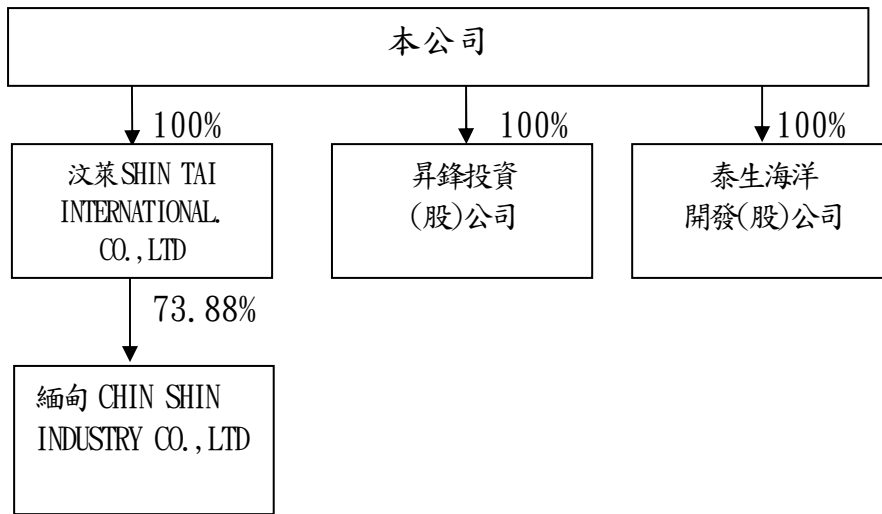 本公司
100%
100%
100%
汶萊SHIN TAI
INTERNATIONAL.
CO.,LTD
昇鋒投資
(股)公司
泰生海洋
開發(股)公司
73.88%
緬甸 CHIN SHIN
INDUSTRY CO.,LTD